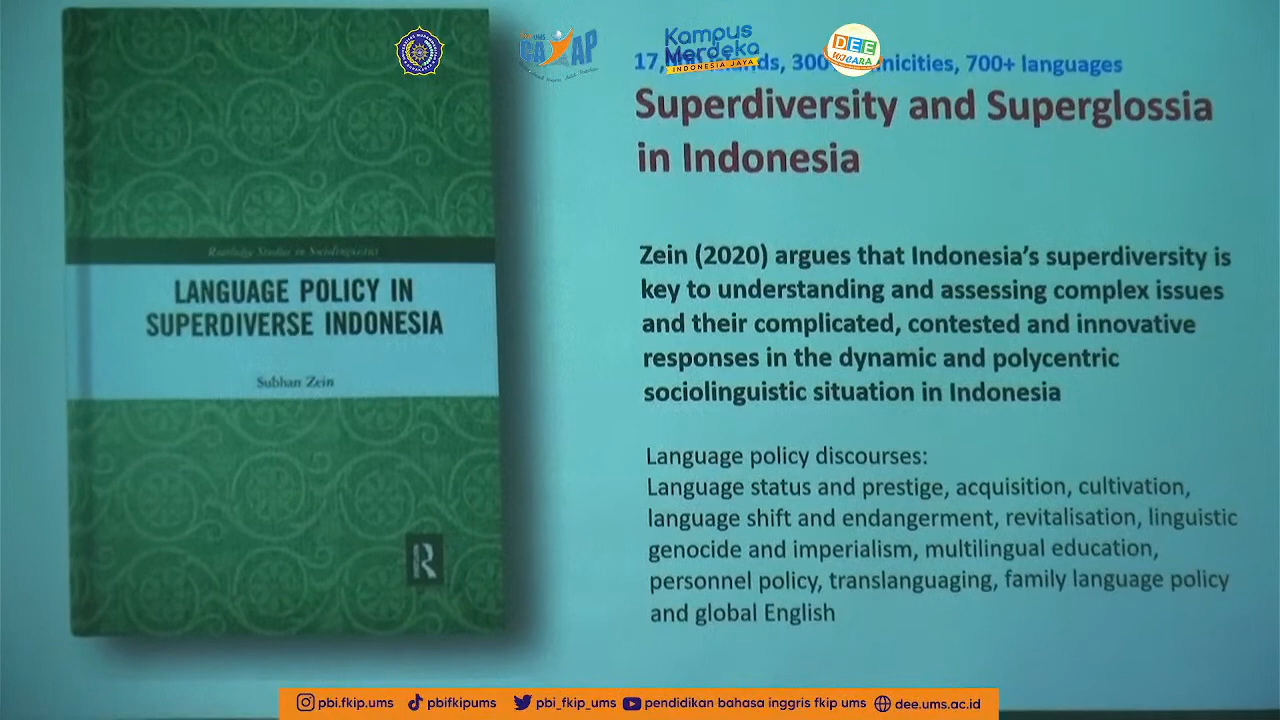 CAKAP
Kampus
Merdeka
INDONESIA JAYA
DEE
WICARA
17, islands, 300 ethnicities, 700+ languages
Superdiversity and Superglossia
in Indonesia
Routledge Studies in Sociolinguistics
LANGUAGE POLICY IN
SUPERDIVERSE INDONESIA
Subhan Zein
R
Zein (2020) argues that Indonesia's superdiversity is
key to understanding and assessing complex issues
and their complicated, contested and innovative
responses in the dynamic and polycentric
sociolinguistic situation in Indonesia
Language policy discourses:
Language status and prestige, acquisition, cultivation,
language shift and endangerment, revitalisation, linguistic
genocide and imperialism, multilingual education,
personnel policy, translanguaging, family language policy
and global English
pbi.fkip.ums pbifkipums pbi_fkip_ums pendidikan bahasa inggris fkip ums dee.ums.ac.id